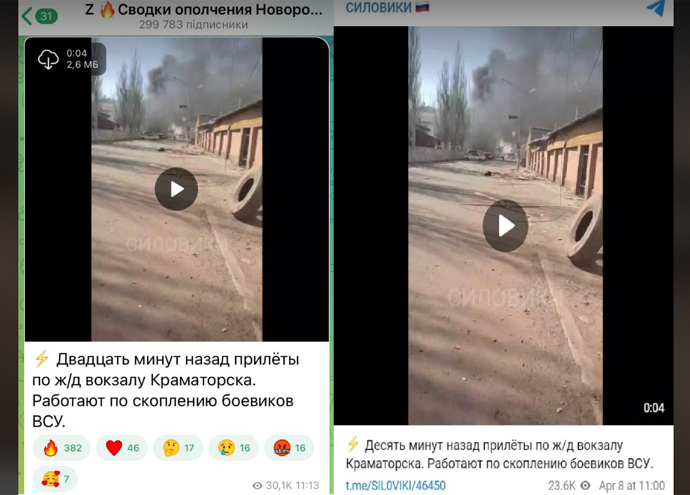 31
Z 🔥Сводки ополчения Новоро...
299 783 підписники
0:04
2,6 МБ
СИЛОВИКИ
⚡ Двадцать минут назад прилёты
по ж/д вокзалу Краматорска.
Работают по скоплению боевиков
ВСУ.
🔥 382 ❤️ 46 🤔 17 😢 16 🤬 16
🥰 7
30,1K 11:13
СИЛОВИКИ 🇷🇺
СИЛОВИКИ
0:04
⚡ Десять минут назад прилёты по ж/д вокзалу
Краматорска. Работают по скоплению боевиков ВСУ.
t.me/SIL0VIKI/46450
23.6K Apr 8 at 11:00